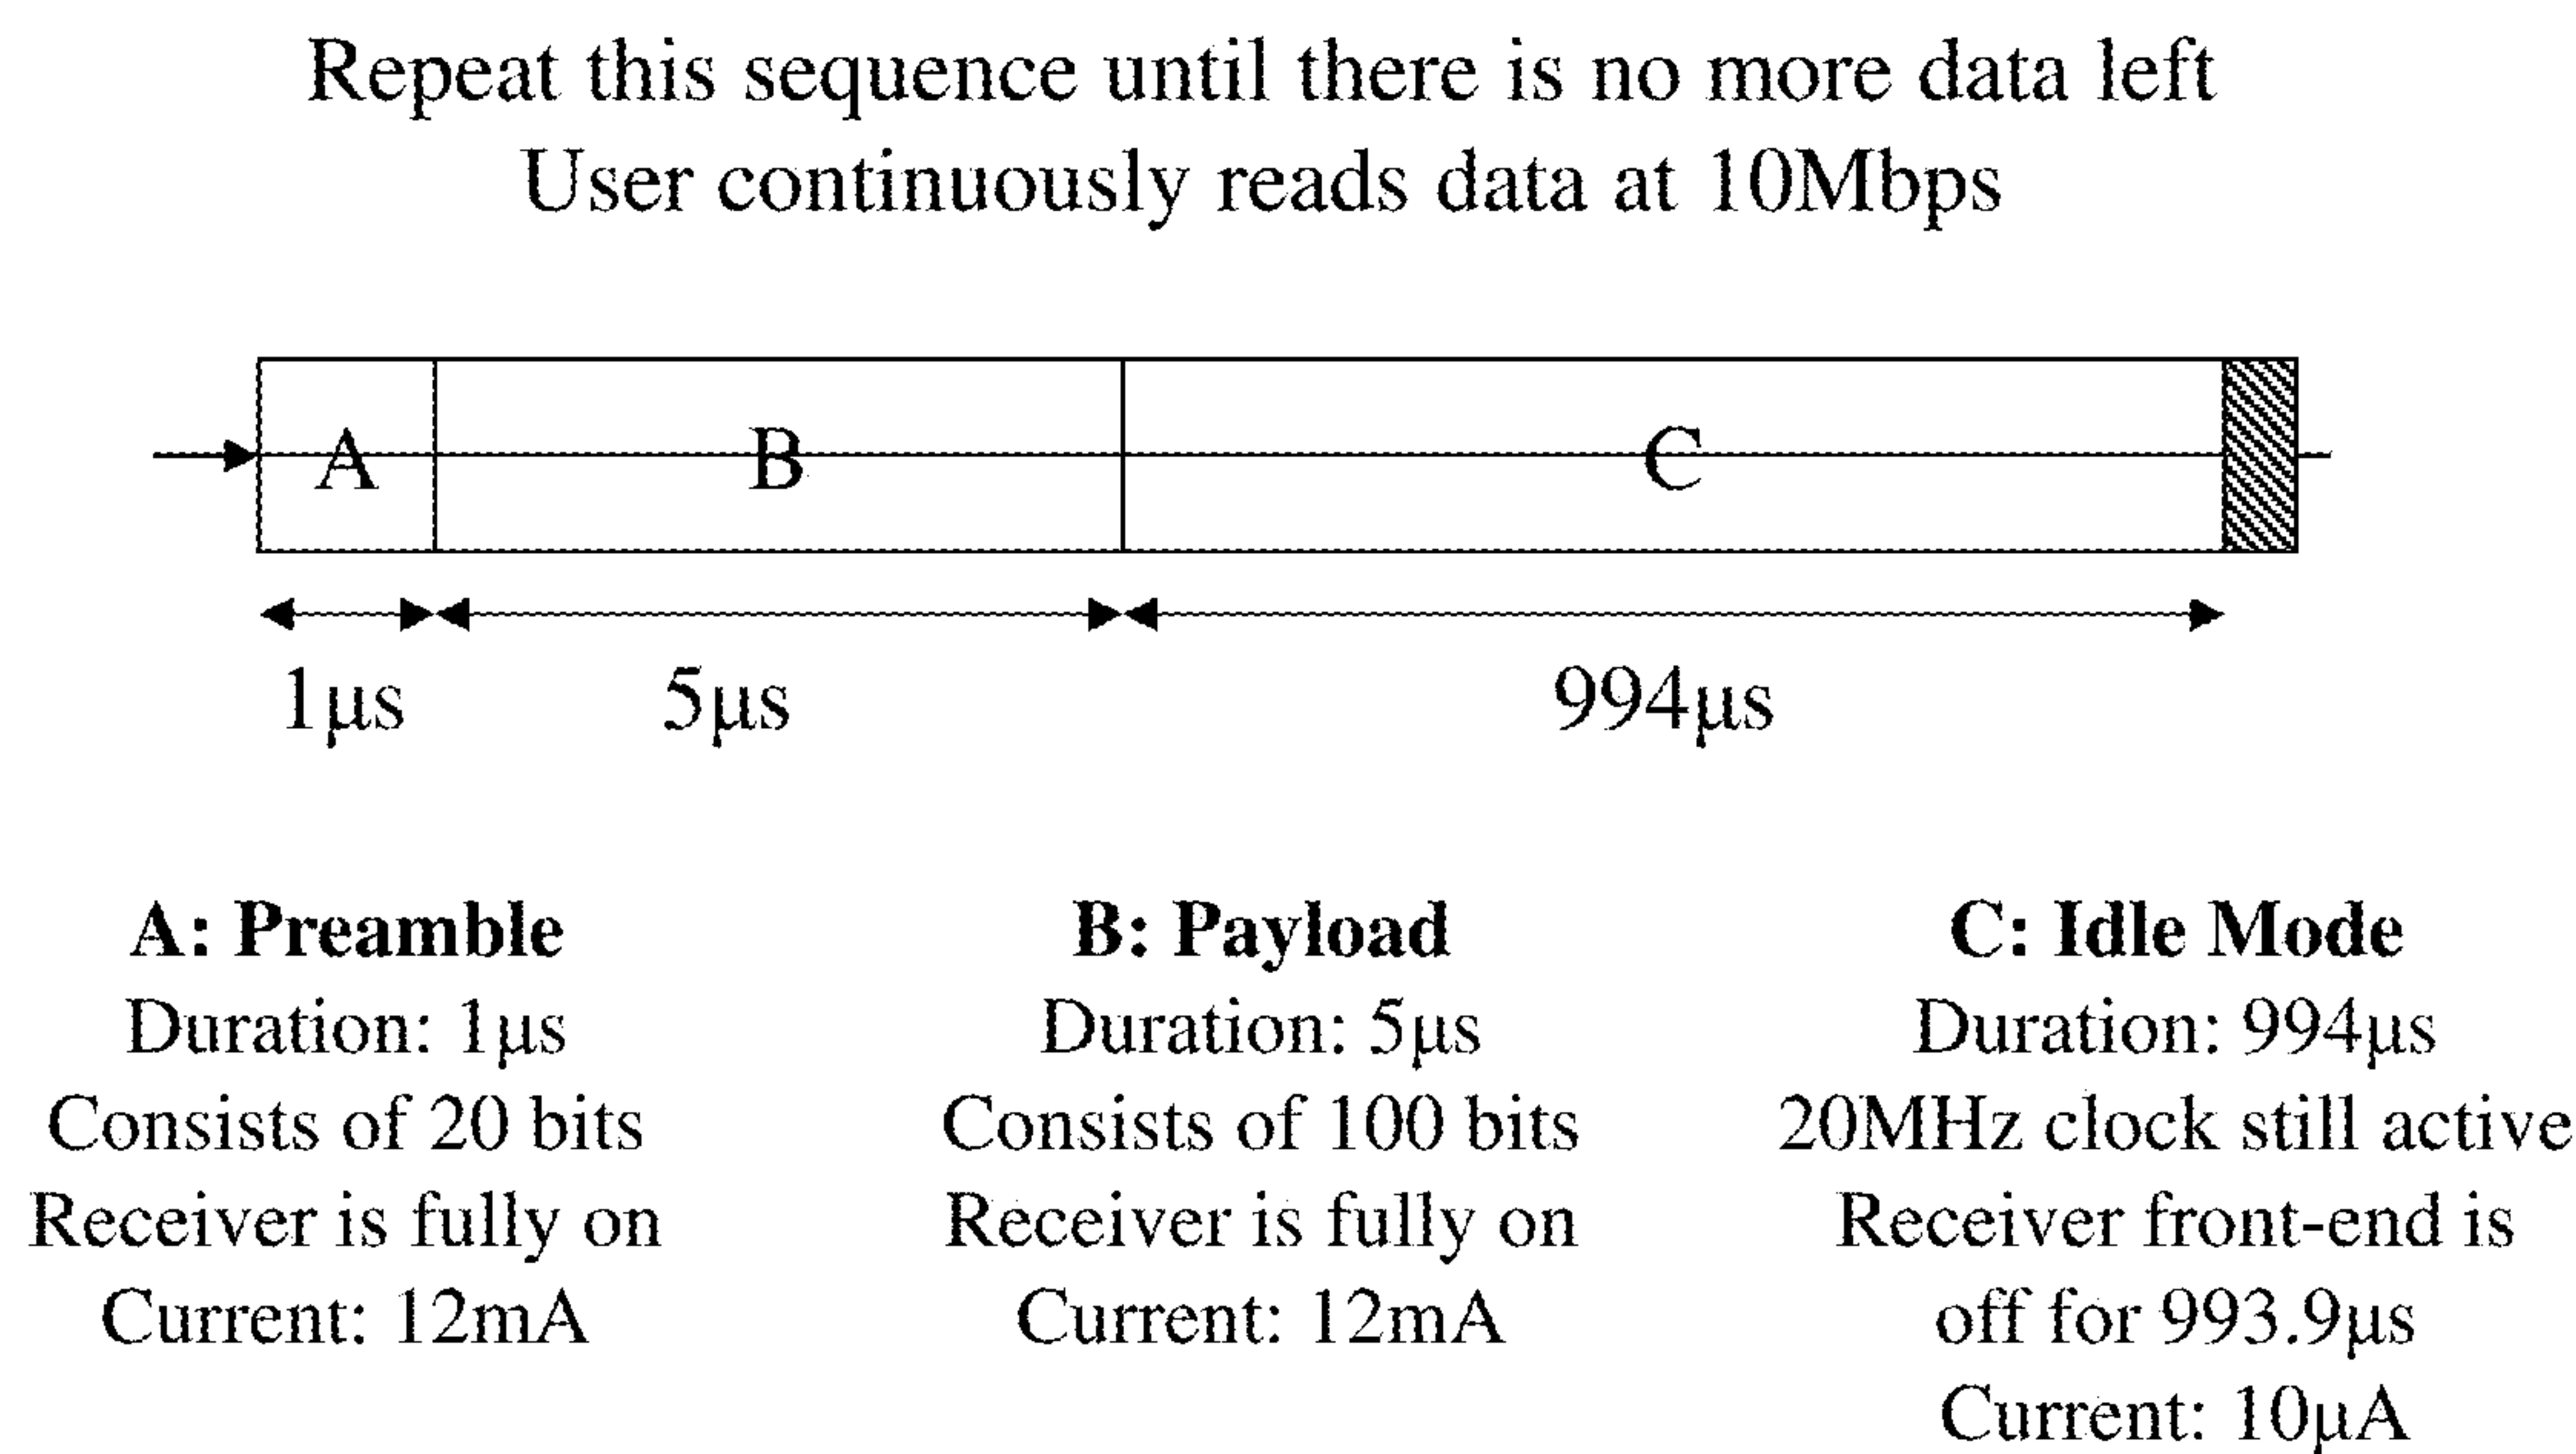 Repeat this sequence until there is no more data left
User continuously reads data at 10Mbps
A
B
C
1μs
5μs
994μs
A: Preamble
Duration: 1μs
Consists of 20 bits
Receiver is fully on
Current: 12mA
B: Payload
Duration: 5μs
Consists of 100 bits
Receiver is fully on
Current: 12mA
C: Idle Mode
Duration: 994μs
20MHz clock still active
Receiver front-end is
off for 993.9μs
Current: 10μA